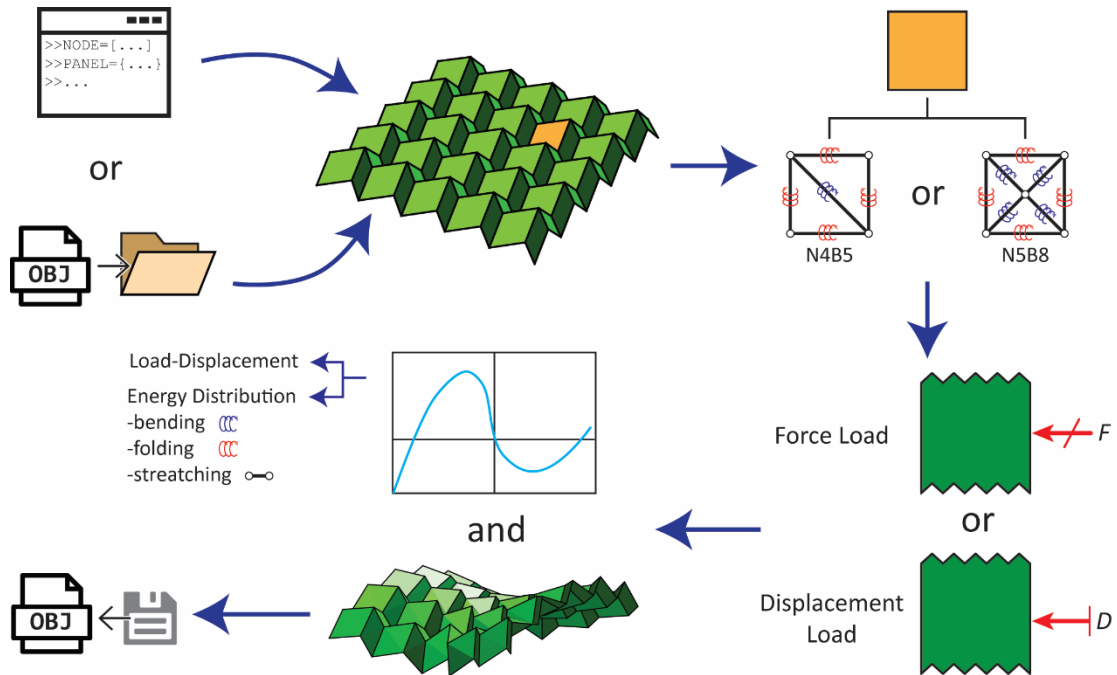 >>NODE=[...]
>>PANEL={...}
>>...
or
OBJ
or
N4B5
N5B8
Load-Displacement
Energy Distribution
-bending
-folding
-streatching
and
Force Load
F
or
Displacement
Load
D
OBJ